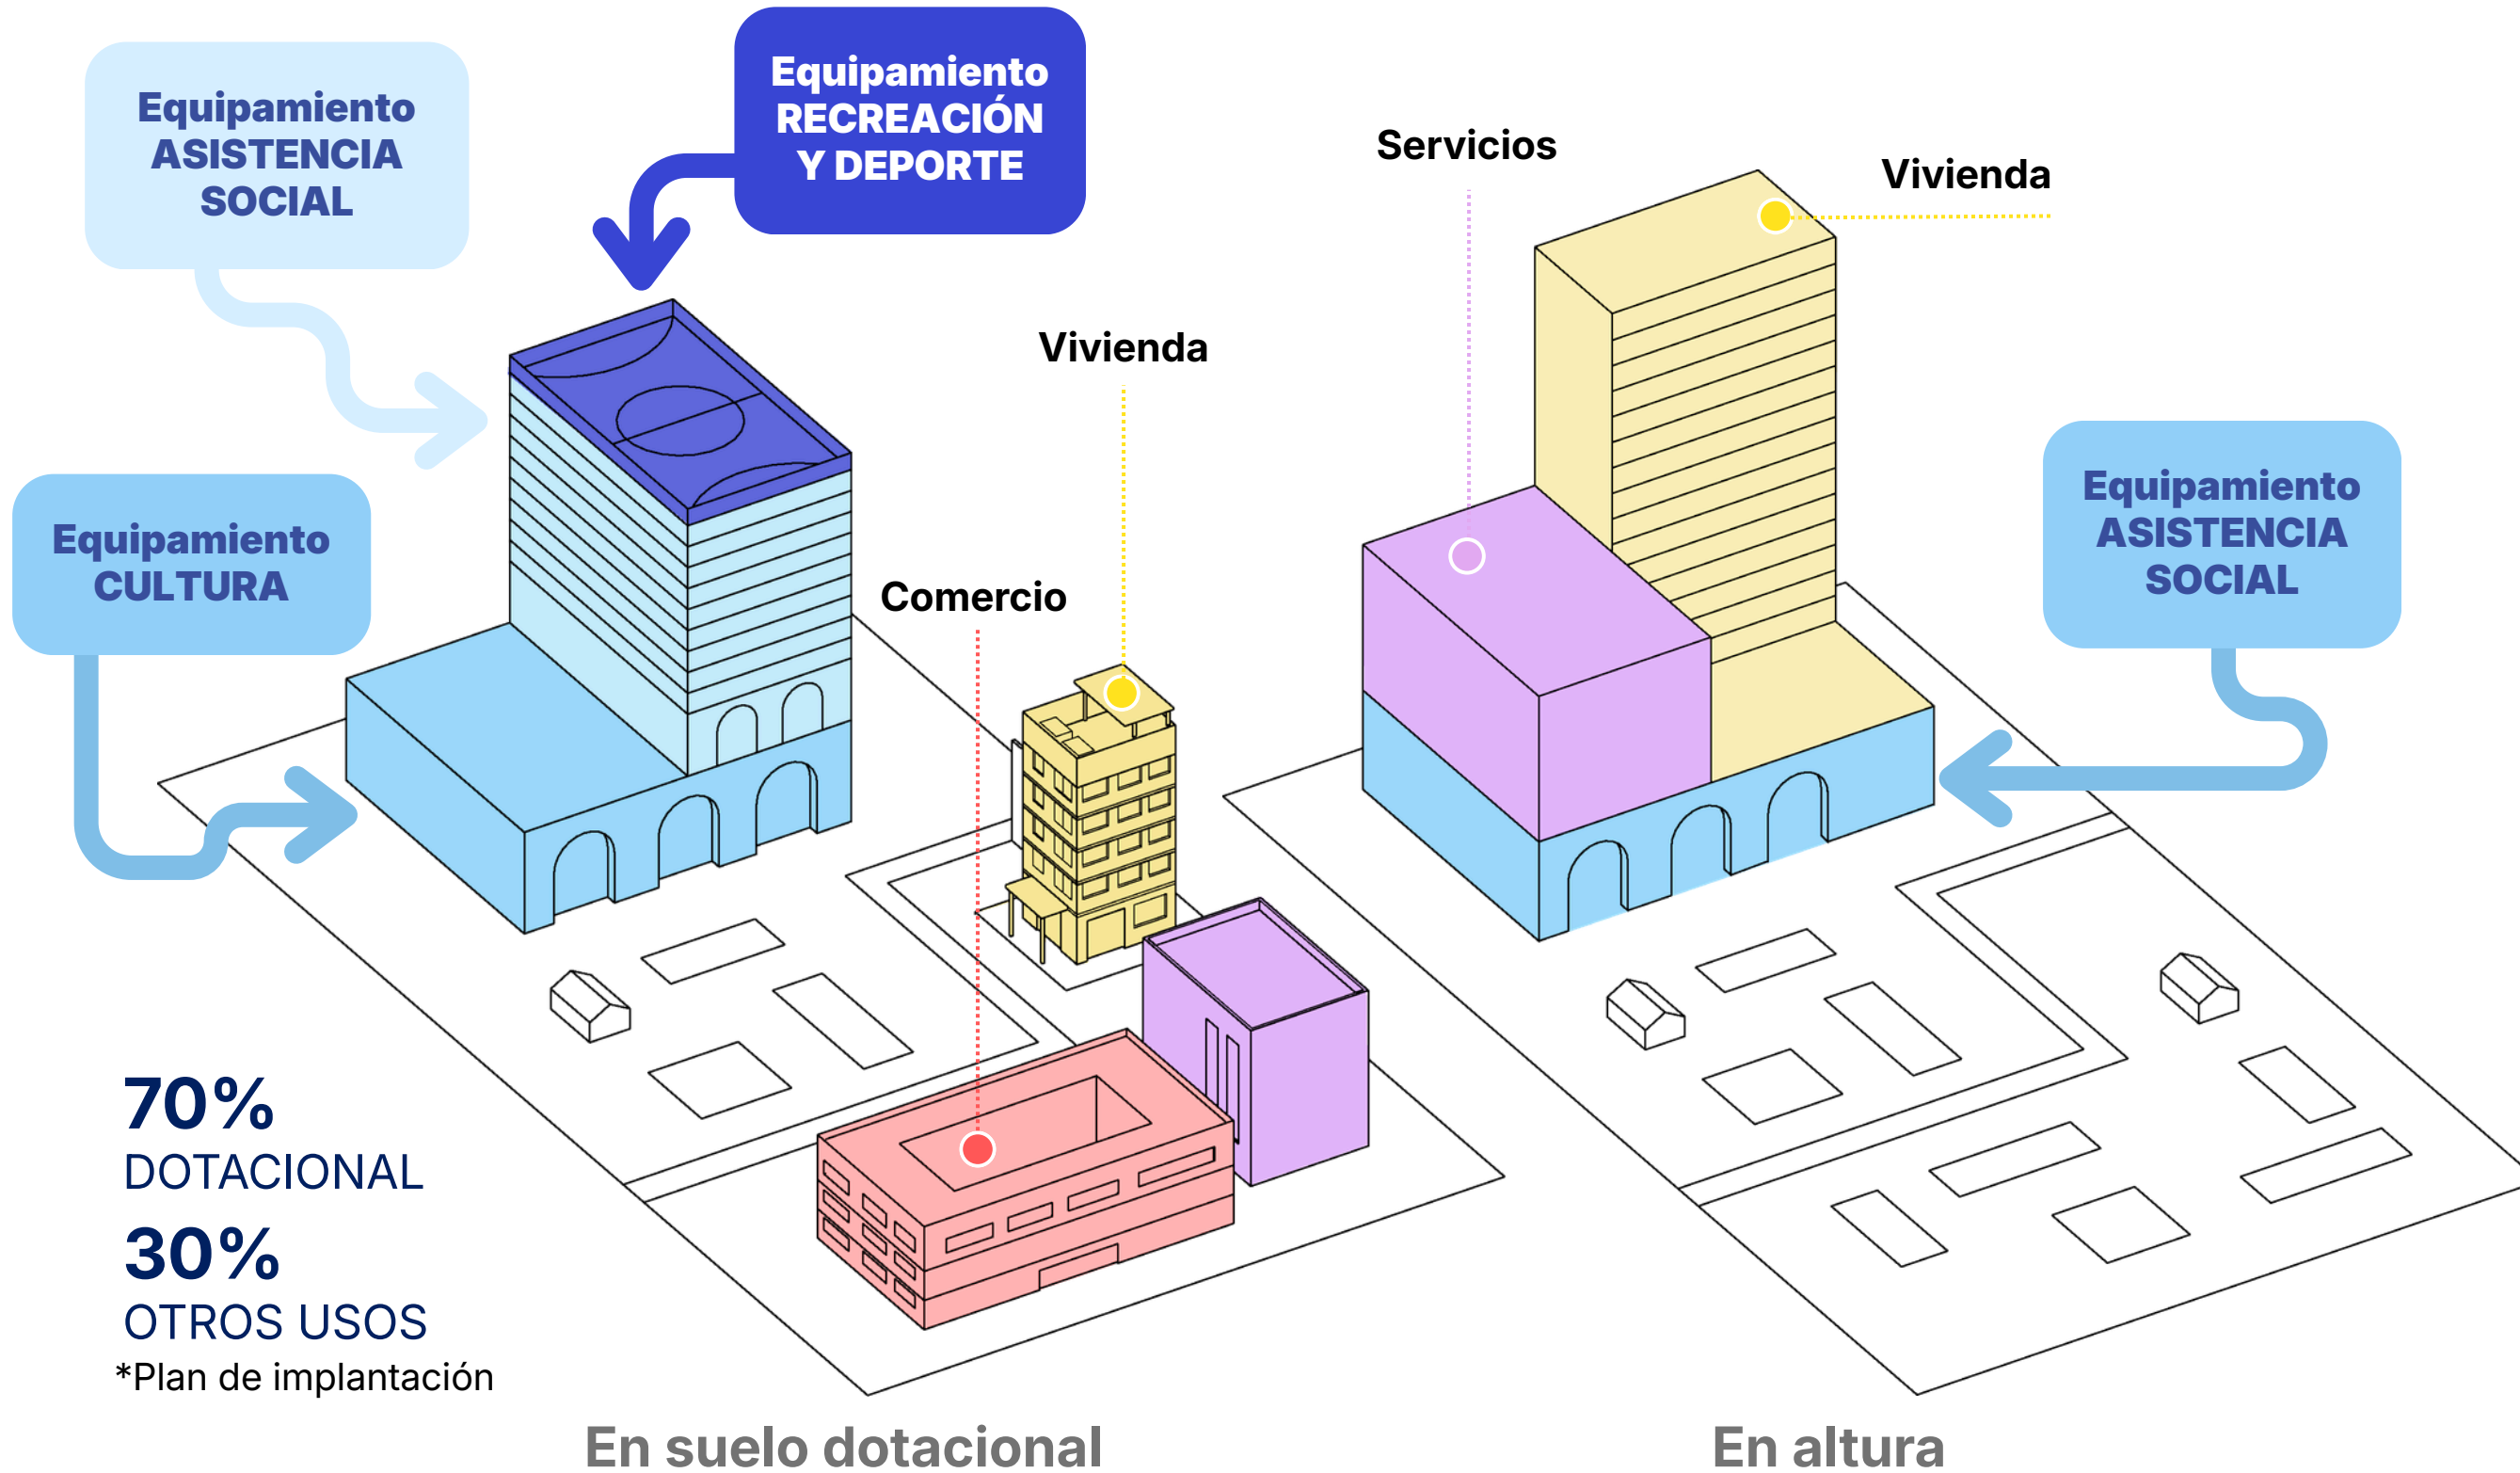 Equipamiento
ASISTENCIA
SOCIAL
Equipamiento
RECREACIÓN
Y DEPORTE
Servicios
Vivienda
Vivienda
Equipamiento
CULTURA
Comercio
Equipamiento
ASISTENCIA
SOCIAL
70%
DOTACIONAL
30%
OTROS USOS
*Plan de implantación
En suelo dotacional
En altura